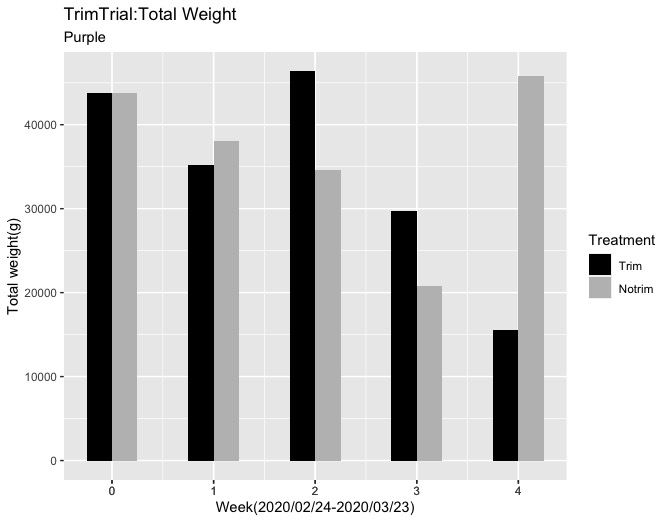 TrimTrial:Total Weight
Purple
Total weight(g)
40000
30000
20000
10000
0
0 1 2 3 4
Week(2020/02/24-2020/03/23)
Treatment
Trim
Notrim